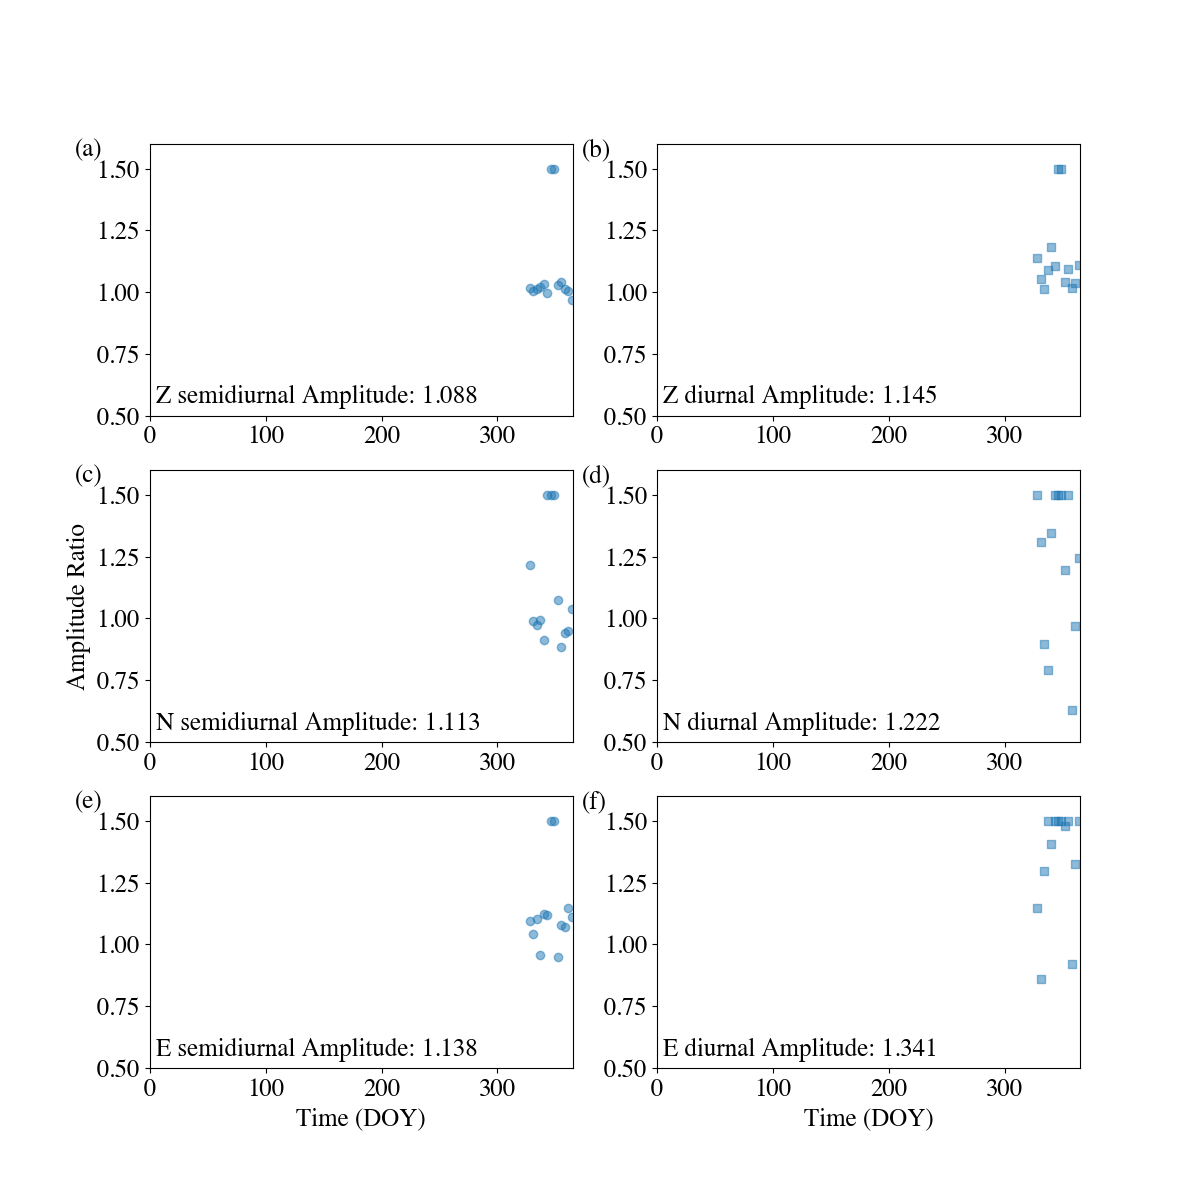 (a)
1.50
1.25
1.00
0.75
0.50
Z semidiurnal Amplitude: 1.088
0 100 200 300
(b)
1.50
1.25
1.00
0.75
0.50
Z diurnal Amplitude: 1.145
0 100 200 300
Amplitude Ratio
(c)
1.50
1.25
1.00
0.75
0.50
N semidiurnal Amplitude: 1.113
0 100 200 300
(d)
1.50
1.25
1.00
0.75
0.50
N diurnal Amplitude: 1.222
0 100 200 300
(e)
1.50
1.25
1.00
0.75
0.50
E semidiurnal Amplitude: 1.138
0 100 200 300
Time (DOY)
(f)
1.50
1.25
1.00
0.75
0.50
E diurnal Amplitude: 1.341
0 100 200 300
Time (DOY)